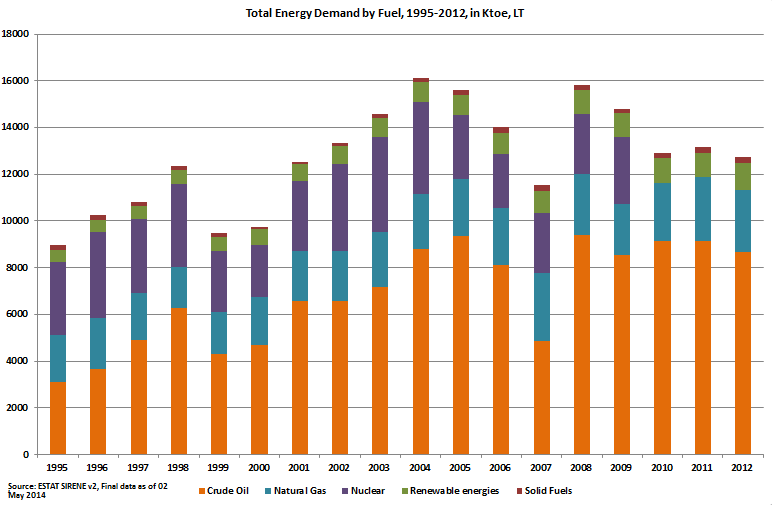 Total Energy Demand by Fuel, 1995-2012, in Ktoe, LT
18000
16000
14000
12000
10000
8000
6000
4000
2000
0
1995 1996 1997 1998 1999 2000 2001 2002 2003 2004 2005 2006 2007 2008 2009 2010 2011 2012
Source: ESTAT SIRENE v2, Final data as of 02
May 2014
Crude Oil Natural Gas Nuclear Renewable energies Solid Fuels